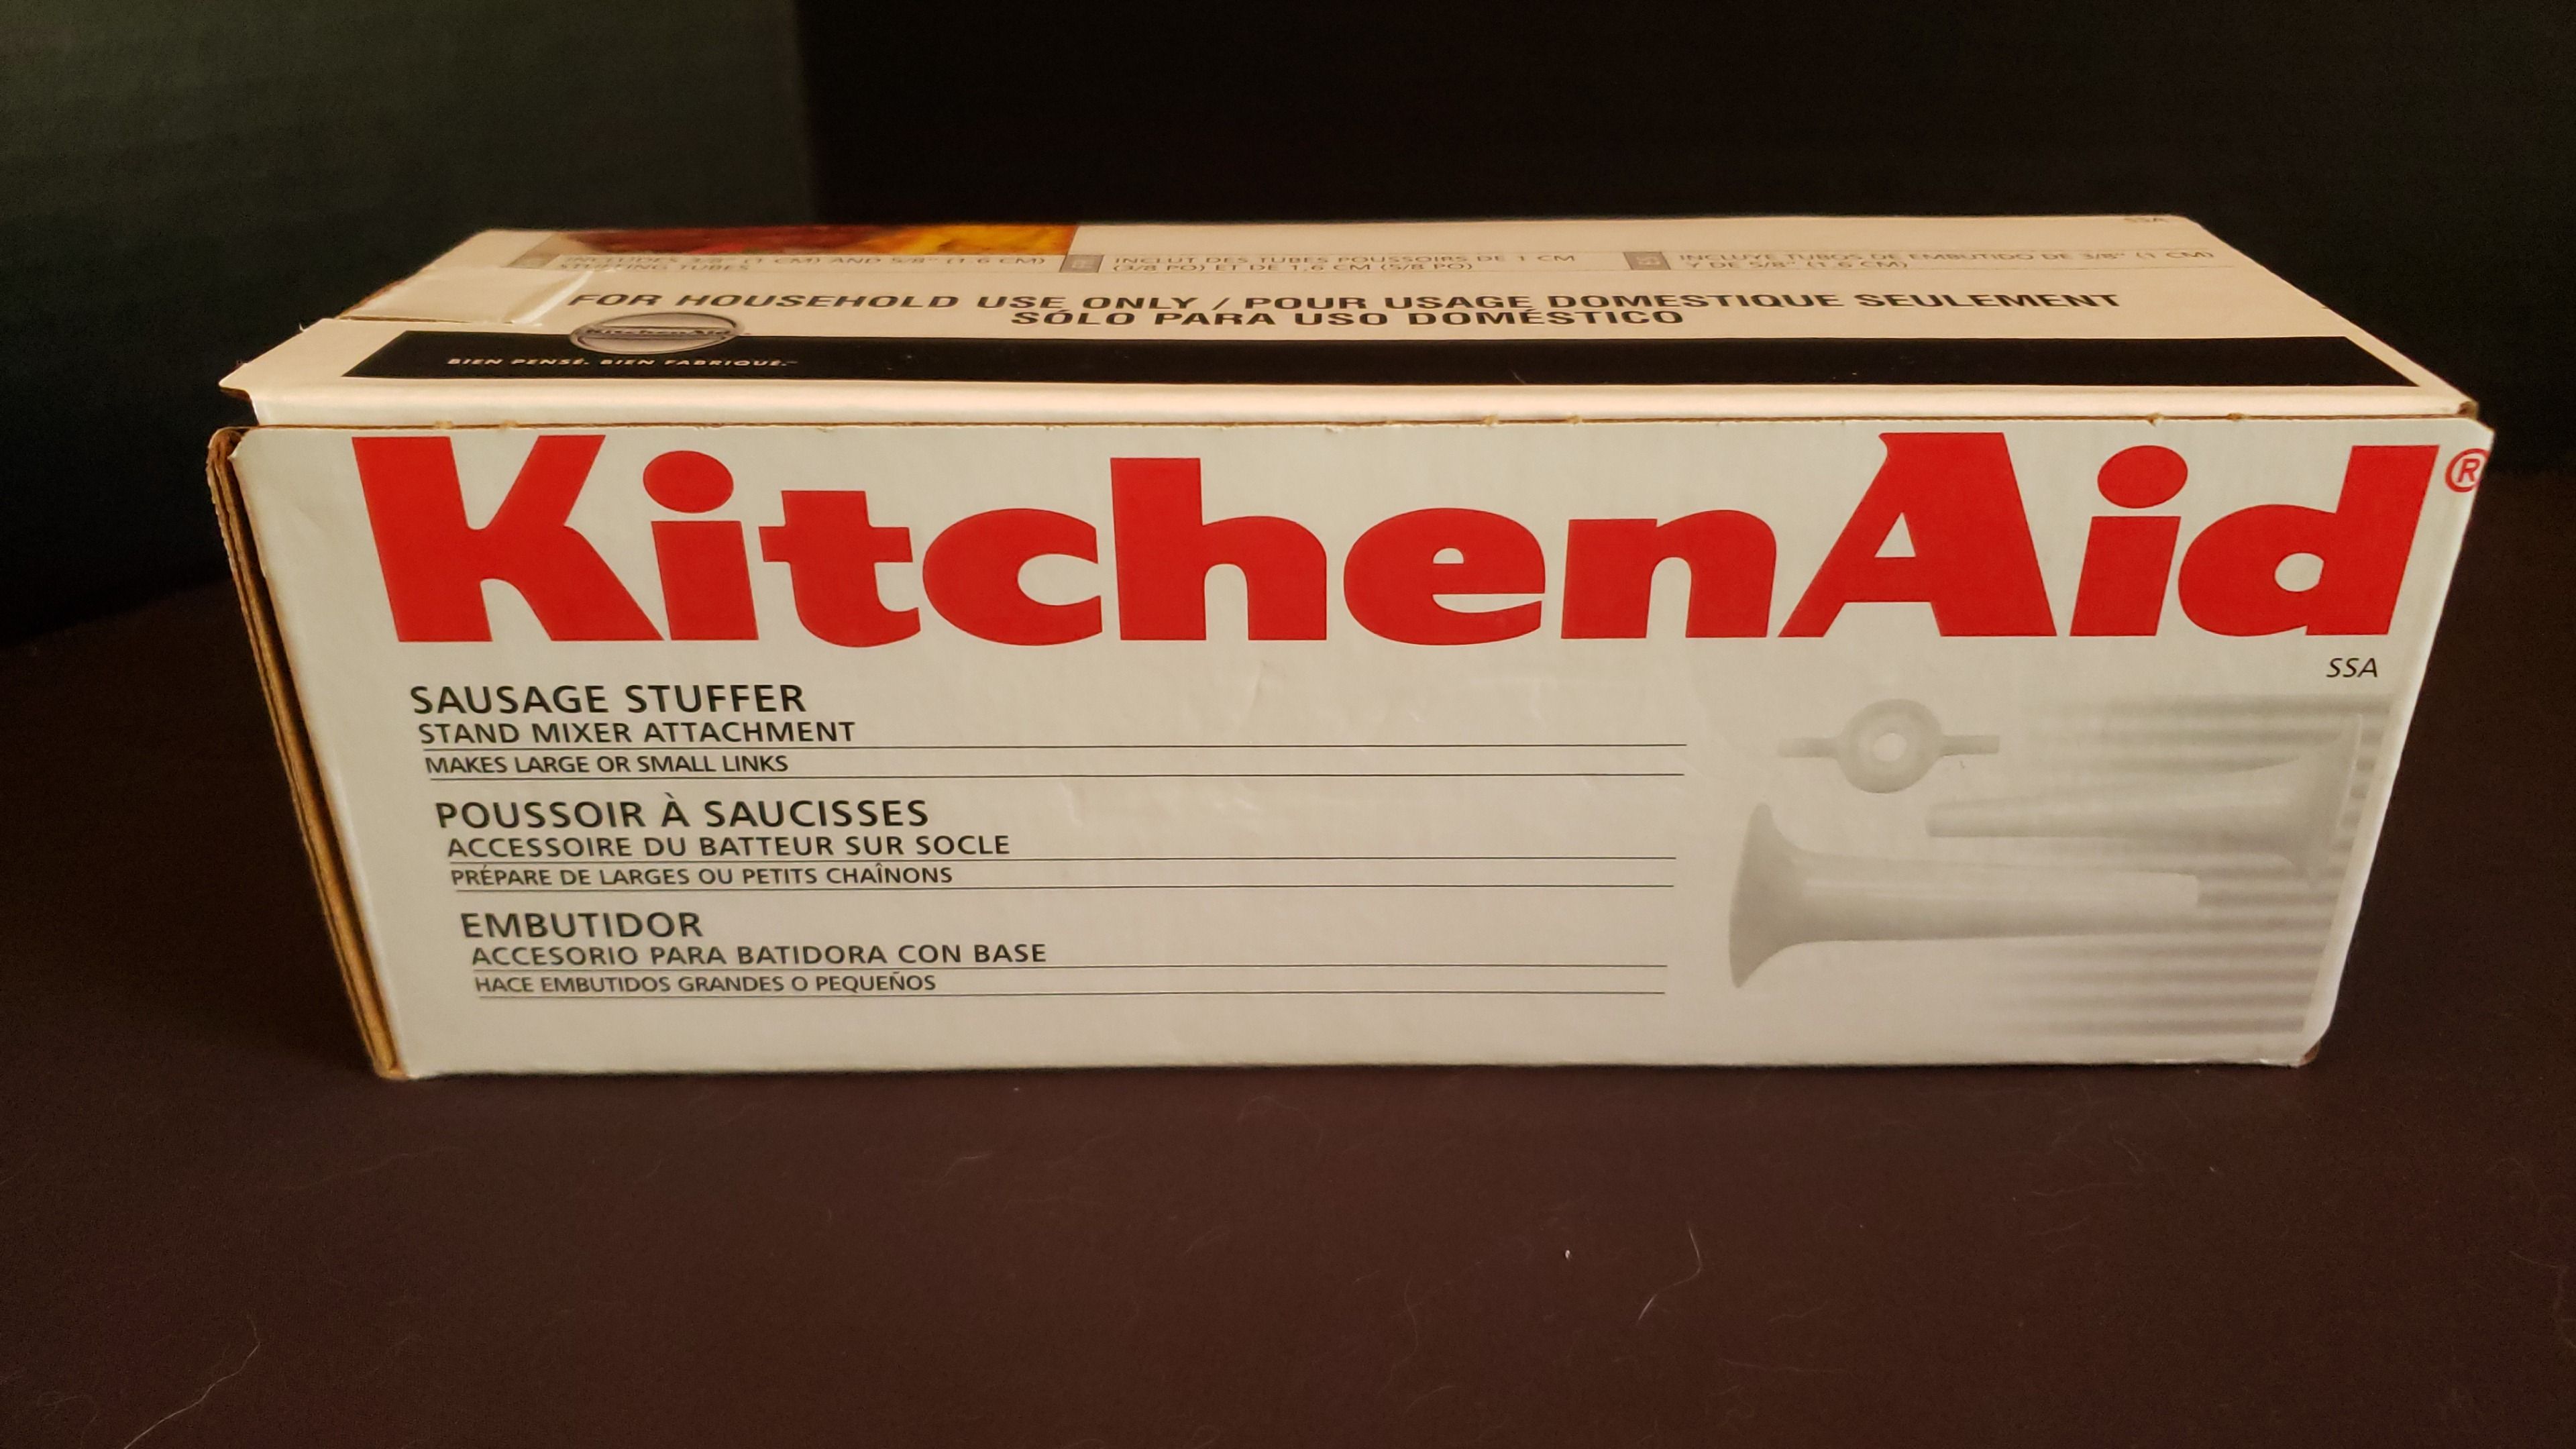 SSA
INCLUDES 3/8" (1 CM) AND 5/8" (1.6 CM)
STUFFING TUBES
FR
INCLUT DES TUBES POUSSOIRS DE 1 CM
(3/8 PO) ET DE 1,6 CM (5/8 PO)
ES
INCLUYE TUBOS DE EMBUTIDO DE 3/8" (1 CM)
Y DE 5/8" (1.6 CM)
FOR HOUSEHOLD USE ONLY / POUR USAGE DOMESTIQUE SEULEMENT
SÓLO PARA USO DOMÉSTICO
KitchenAid
BIEN PENSÉ. BIEN FABRIQUÉ.™
KitchenAid®
SSA
SAUSAGE STUFFER
STAND MIXER ATTACHMENT
MAKES LARGE OR SMALL LINKS
POUSSOIR À SAUCISSES
ACCESSOIRE DU BATTEUR SUR SOCLE
PRÉPARE DE LARGES OU PETITS CHAÎNONS
EMBUTIDOR
ACCESORIO PARA BATIDORA CON BASE
HACE EMBUTIDOS GRANDES O PEQUEÑOS